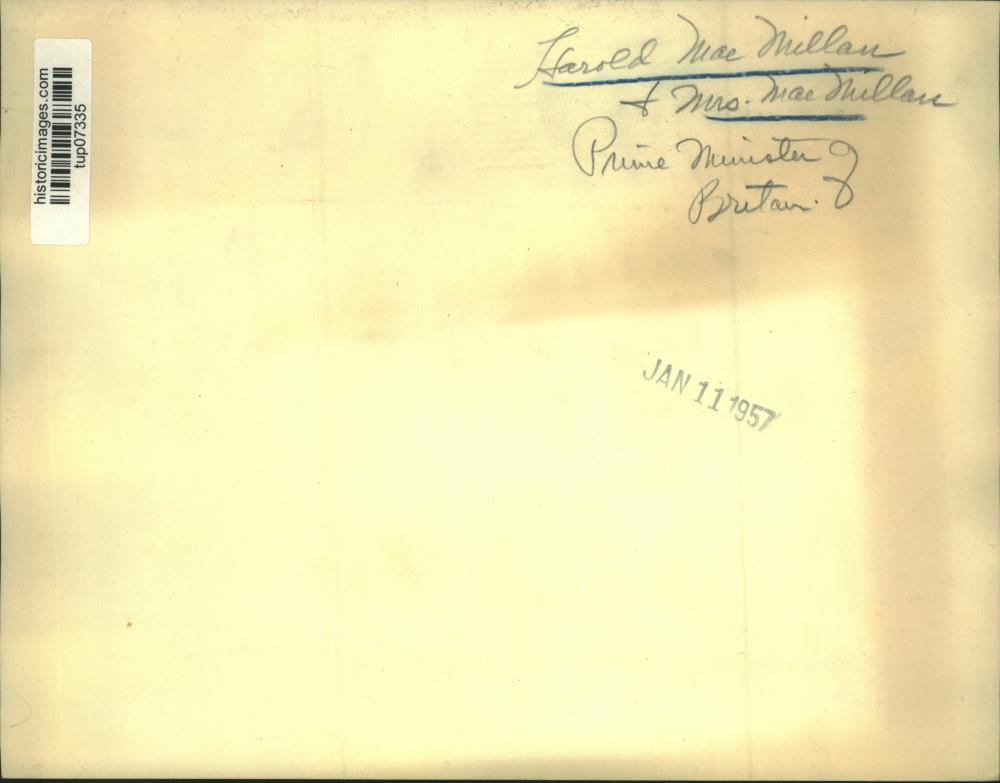 historicimages.com
tup07335
Harold Mac Millan
& Mrs. Mac Millan
Prime Minister of
Britain.
JAN 11 1957